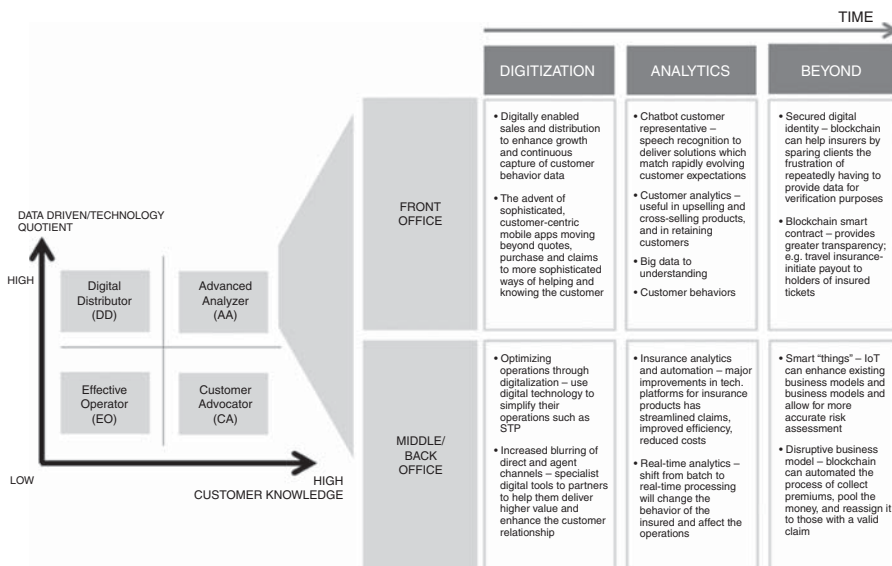 TIME
DIGITIZATION
ANALYTICS
BEYOND
DATA DRIVEN/TECHNOLOGY
QUOTIENT
HIGH
Digital
Distributor
(DD)
Advanced
Analyzer
(AA)
Effective
Operator
(EO)
Customer
Advocator
(CA)
LOW
HIGH
CUSTOMER KNOWLEDGE
FRONT
OFFICE
• Digitally enabled
sales and distribution
to enhance growth
and continuous
capture of customer
behavior data
• The advent of
sophisticated,
customer-centric
mobile apps moving
beyond quotes,
purchase and claims
to more sophisticated
ways of helping and
knowing the customer
• Chatbot customer
representative –
speech recognition to
deliver solutions which
match rapidly evolving
customer expectations
• Customer analytics –
useful in upselling and
cross-selling products,
and in retaining
customers
• Big data to
understanding
• Customer behaviors
• Secured digital
identity – blockchain
can help insurers by
sparing clients the
frustration of
repeatedly having to
provide data for
verification purposes
• Blockchain smart
contract – provides
greater transparency;
e.g. travel insurance-
initiate payout to
holders of insured
tickets
MIDDLE/
BACK
OFFICE
• Optimizing
operations through
digitalization – use
digital technology to
simplify their
operations such as
STP
• Increased blurring of
direct and agent
channels – specialist
digital tools to partners
to help them deliver
higher value and
enhance the customer
relationship
• Insurance analytics
and automation – major
improvements in tech.
platforms for insurance
products has
streamlined claims,
improved efficiency,
reduced costs
• Real-time analytics –
shift from batch to
real-time processing
will change the
behavior of the
insured and affect the
operations
• Smart “things” – IoT
can enhance existing
business models and
business models and
allow for more
accurate risk
assessment
• Disruptive business
model – blockchain
can automated the
process of collect
premiums, pool the
money, and reassign it
to those with a valid
claim